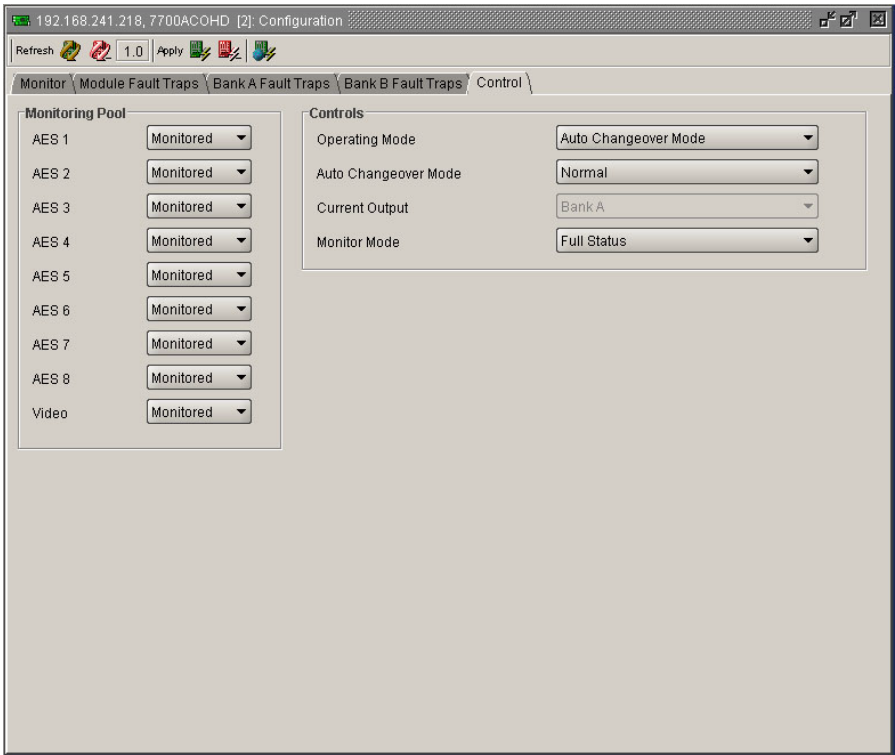 192.168.241.218, 7700ACOHD [2]: Configuration
Refresh 1.0 Apply
Monitor Module Fault Traps Bank A Fault Traps Bank B Fault Traps Control
Monitoring Pool
AES 1 Monitored
AES 2 Monitored
AES 3 Monitored
AES 4 Monitored
AES 5 Monitored
AES 6 Monitored
AES 7 Monitored
AES 8 Monitored
Video Monitored
Controls
Operating Mode Auto Changeover Mode
Auto Changeover Mode Normal
Current Output Bank A
Monitor Mode Full Status